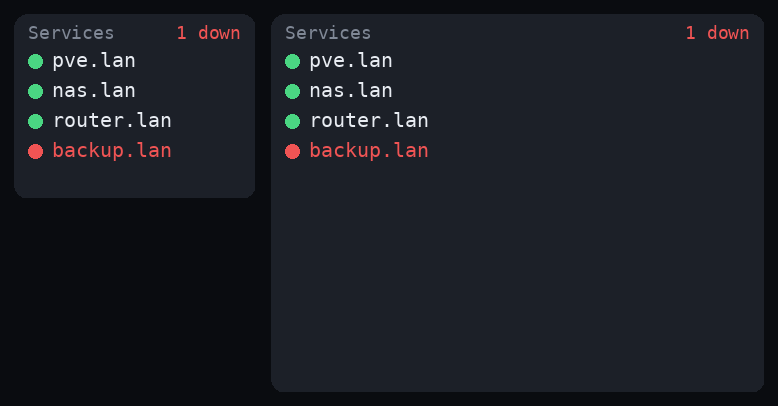 Services 1 down
pve.lan
nas.lan
router.lan
backup.lan
Services 1 down
pve.lan
nas.lan
router.lan
backup.lan